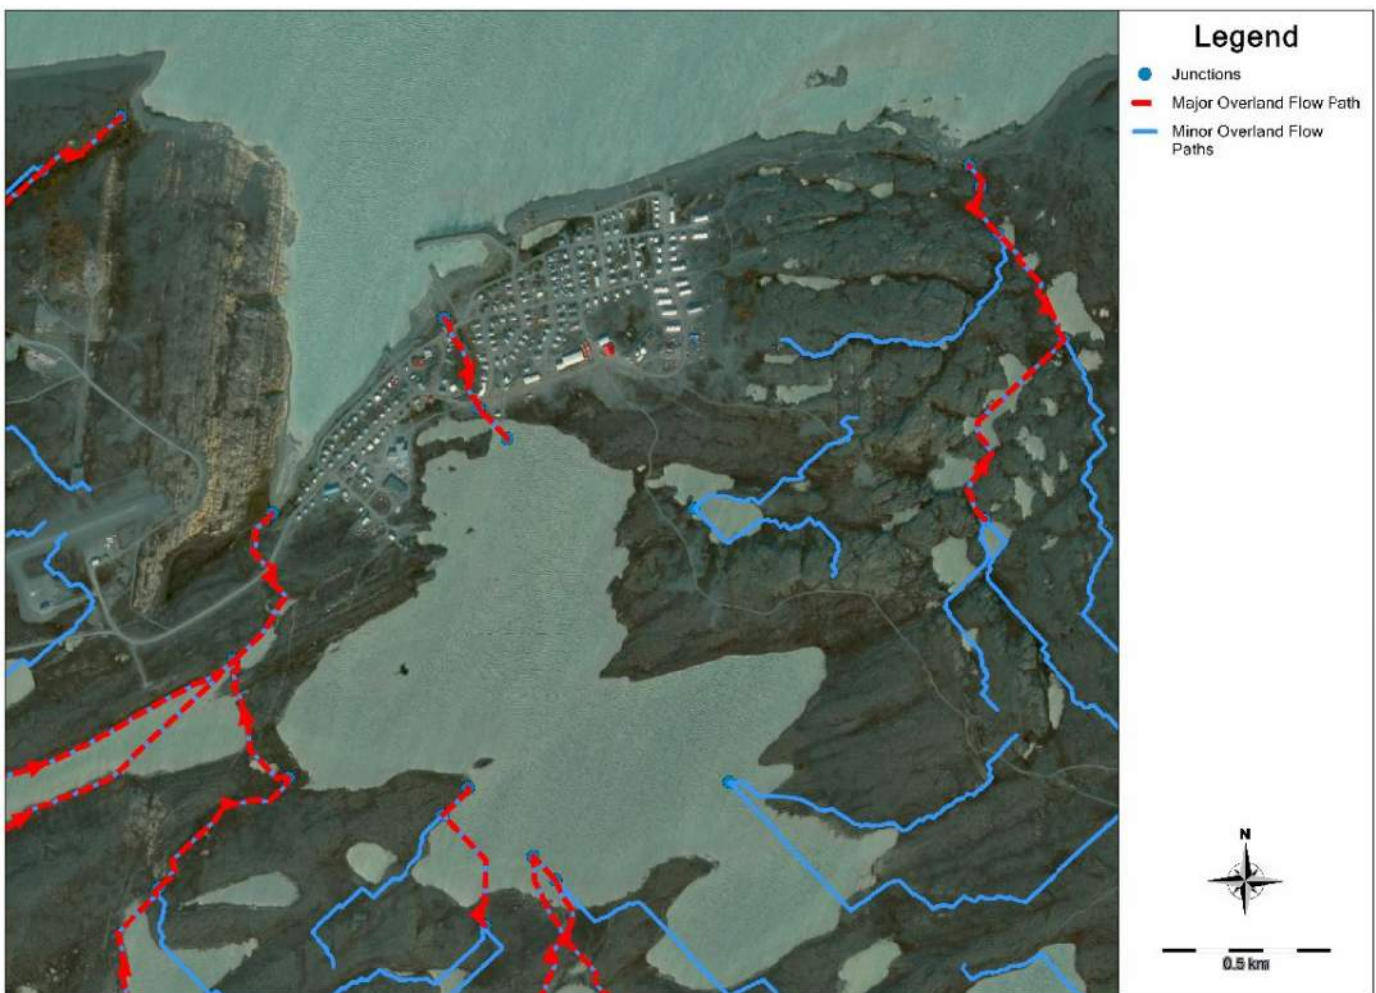 Legend
Junctions
Major Overland Flow Path
Minor Overland Flow
Paths
N
0.5 km